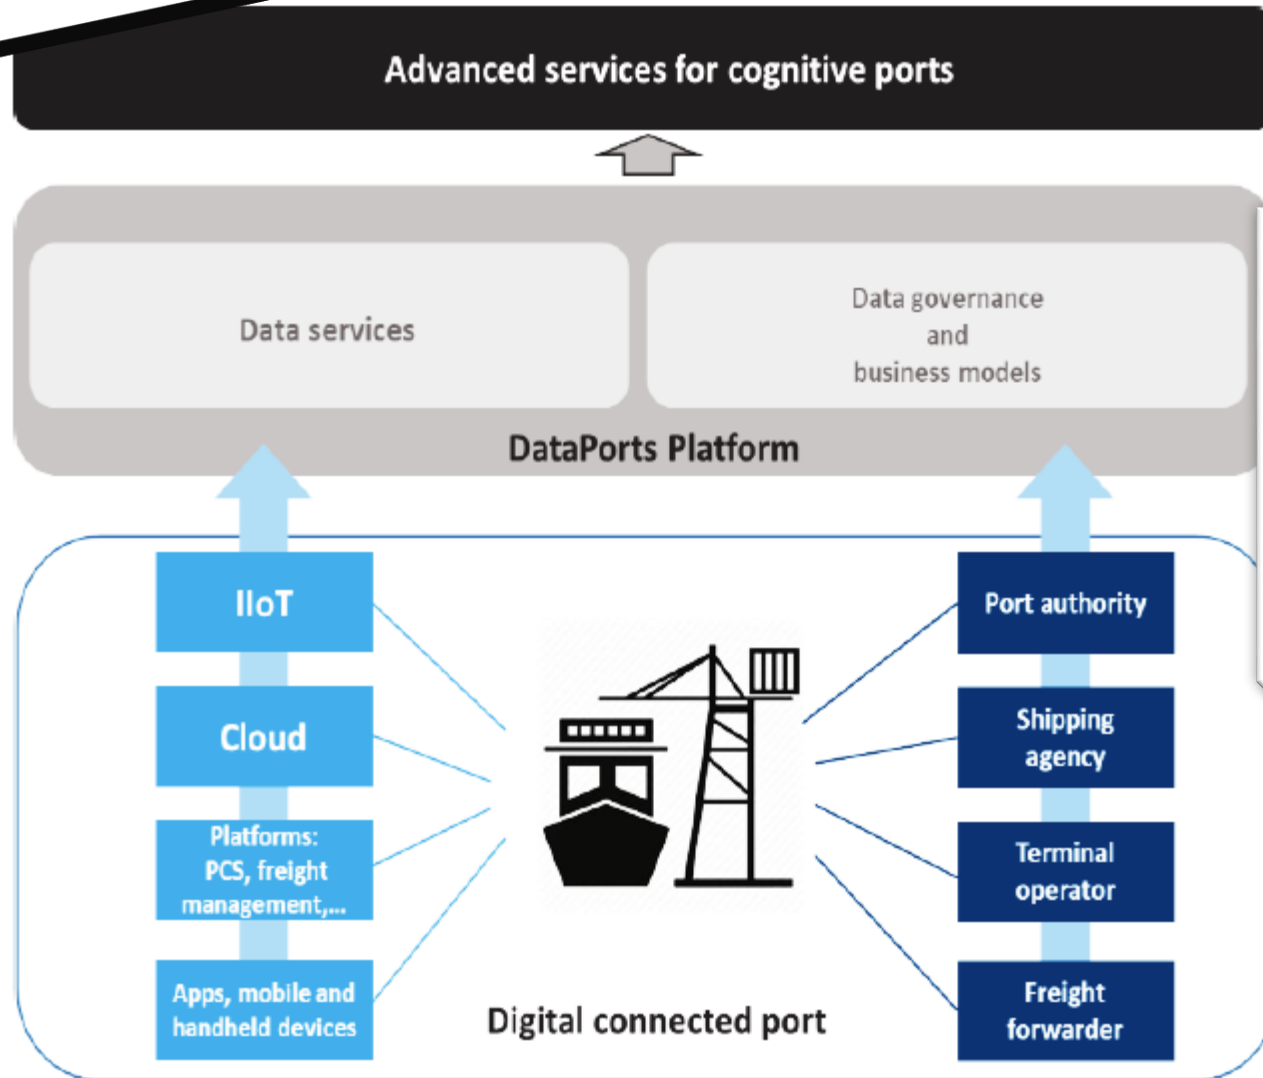 Advanced services for cognitive ports
Data services
Data governance
and
business models
DataPorts Platform
IIoT
Cloud
Platforms:
PCS, freight
management,...
Apps, mobile and
handheld devices
Port authority
Shipping
agency
Terminal
operator
Freight
forwarder
Digital connected port